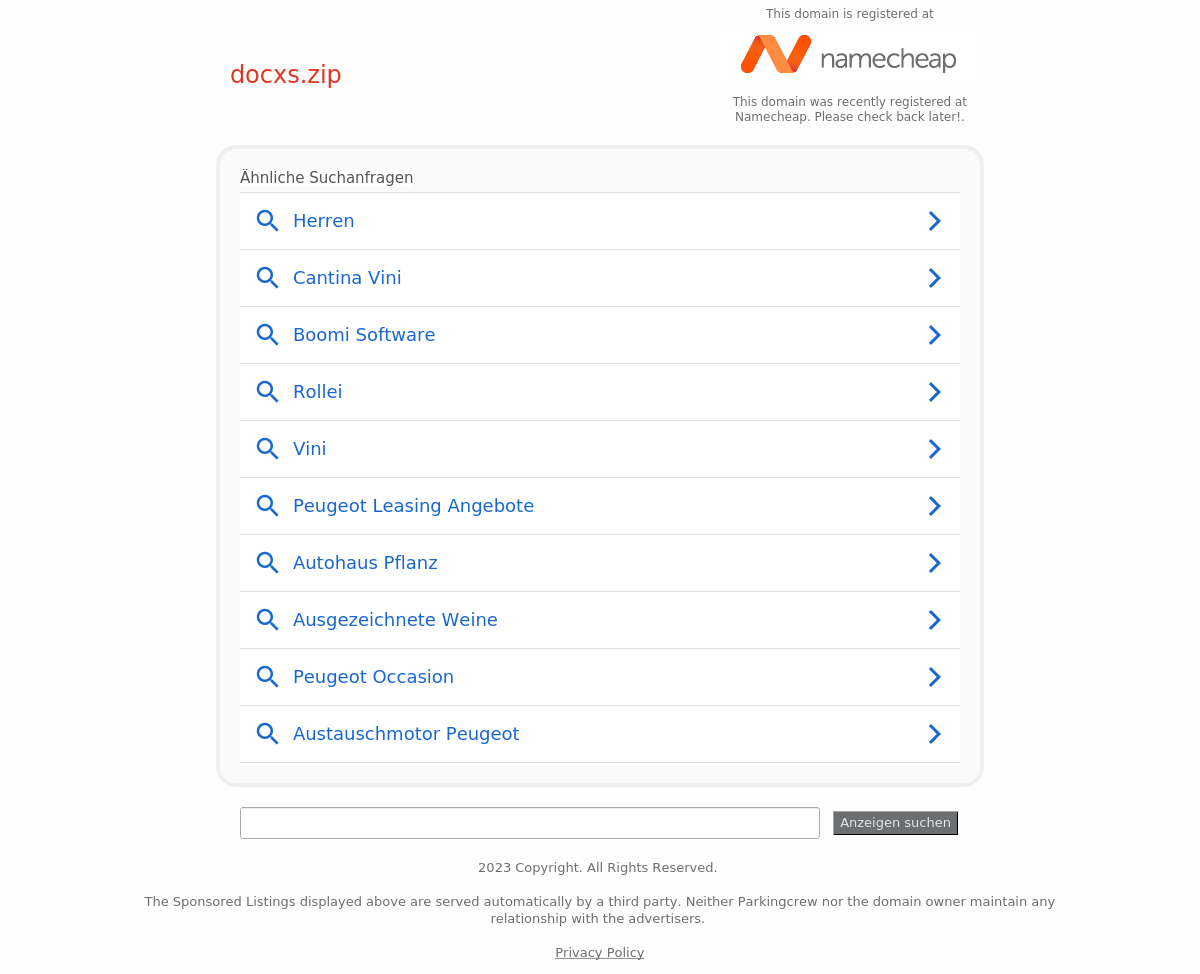 This domain is registered at
namecheap
docxs.zip
This domain was recently registered at
Namecheap. Please check back later!.
Ähnliche Suchanfragen
Herren
Cantina Vini
Boomi Software
Rollei
Vini
Peugeot Leasing Angebote
Autohaus Pflanz
Ausgezeichnete Weine
Peugeot Occasion
Austauschmotor Peugeot
Anzeigen suchen
2023 Copyright. All Rights Reserved.
The Sponsored Listings displayed above are served automatically by a third party. Neither Parkingcrew nor the domain owner maintain any
relationship with the advertisers.
Privacy Policy